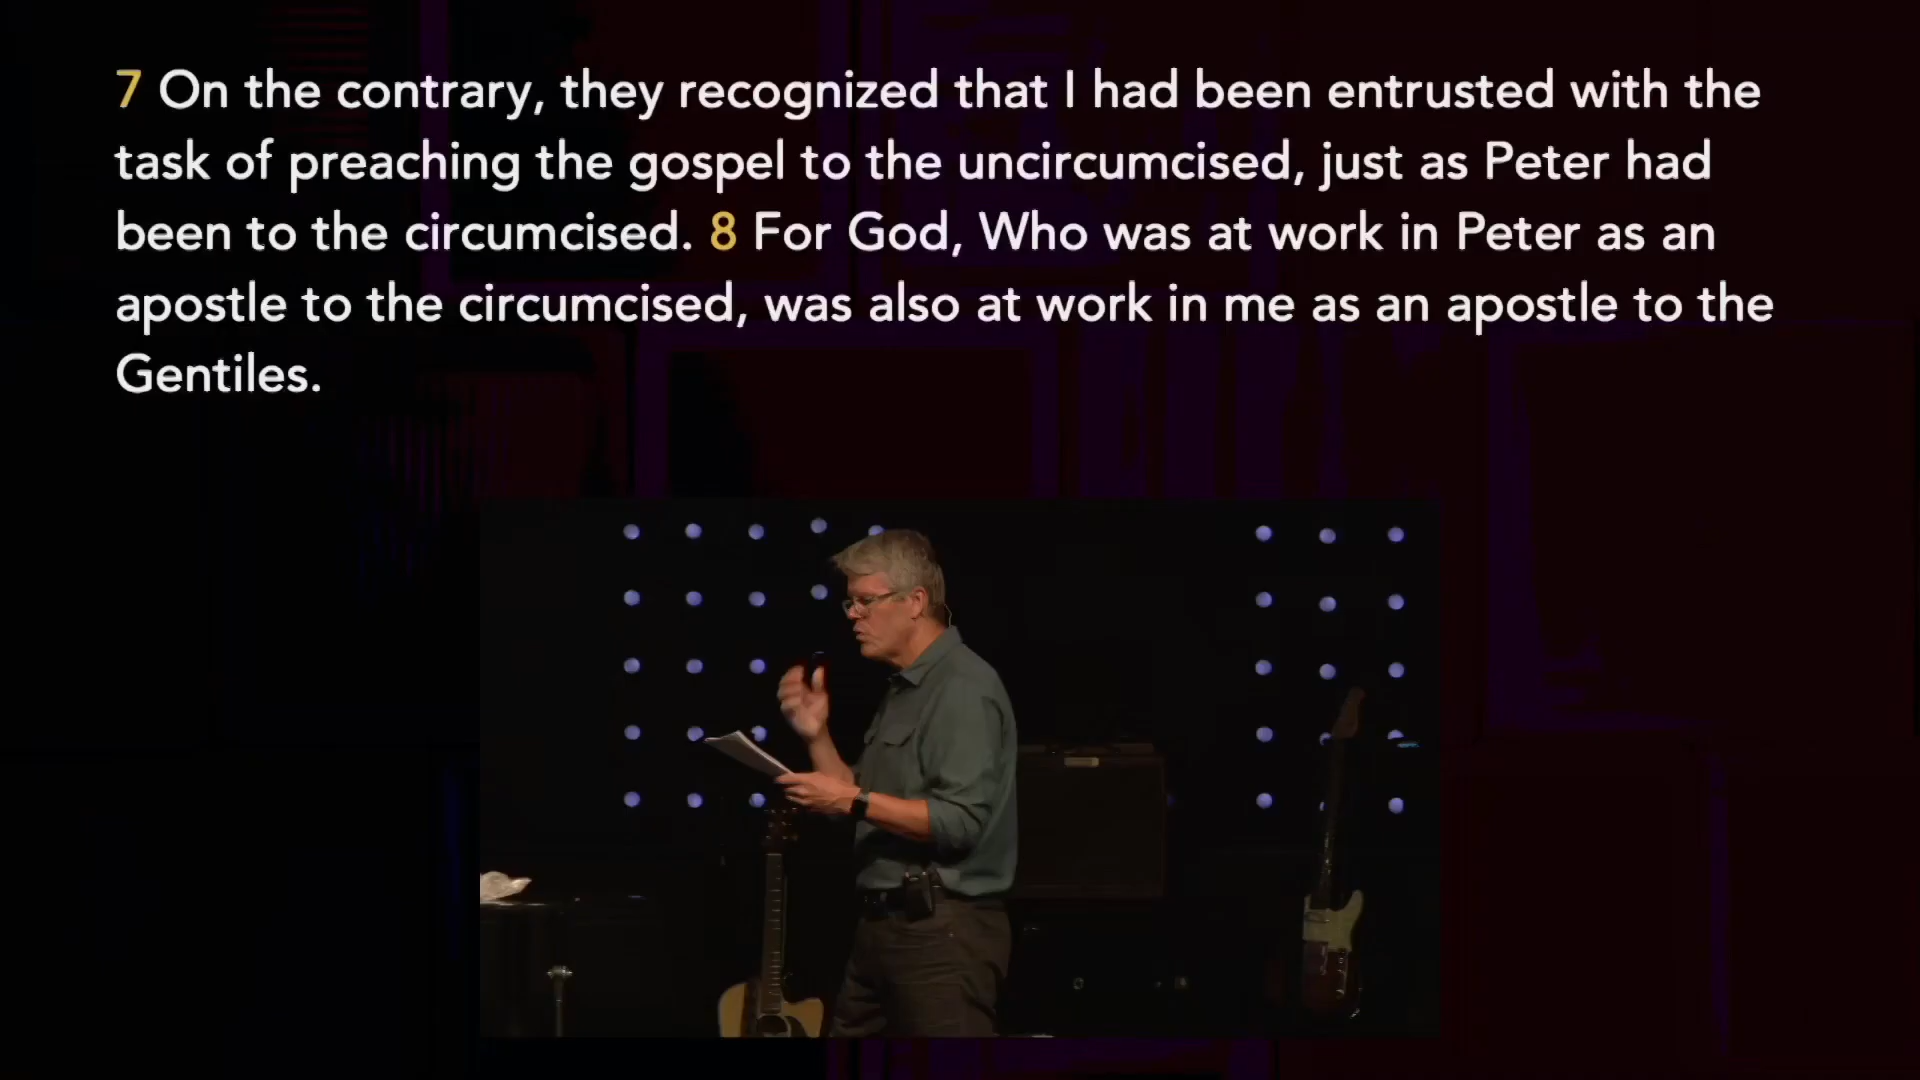 7 On the contrary, they recognized that I had been entrusted with the
task of preaching the gospel to the uncircumcised, just as Peter had
been to the circumcised. 8 For God, Who was at work in Peter as an
apostle to the circumcised, was also at work in me as an apostle to the
Gentiles.